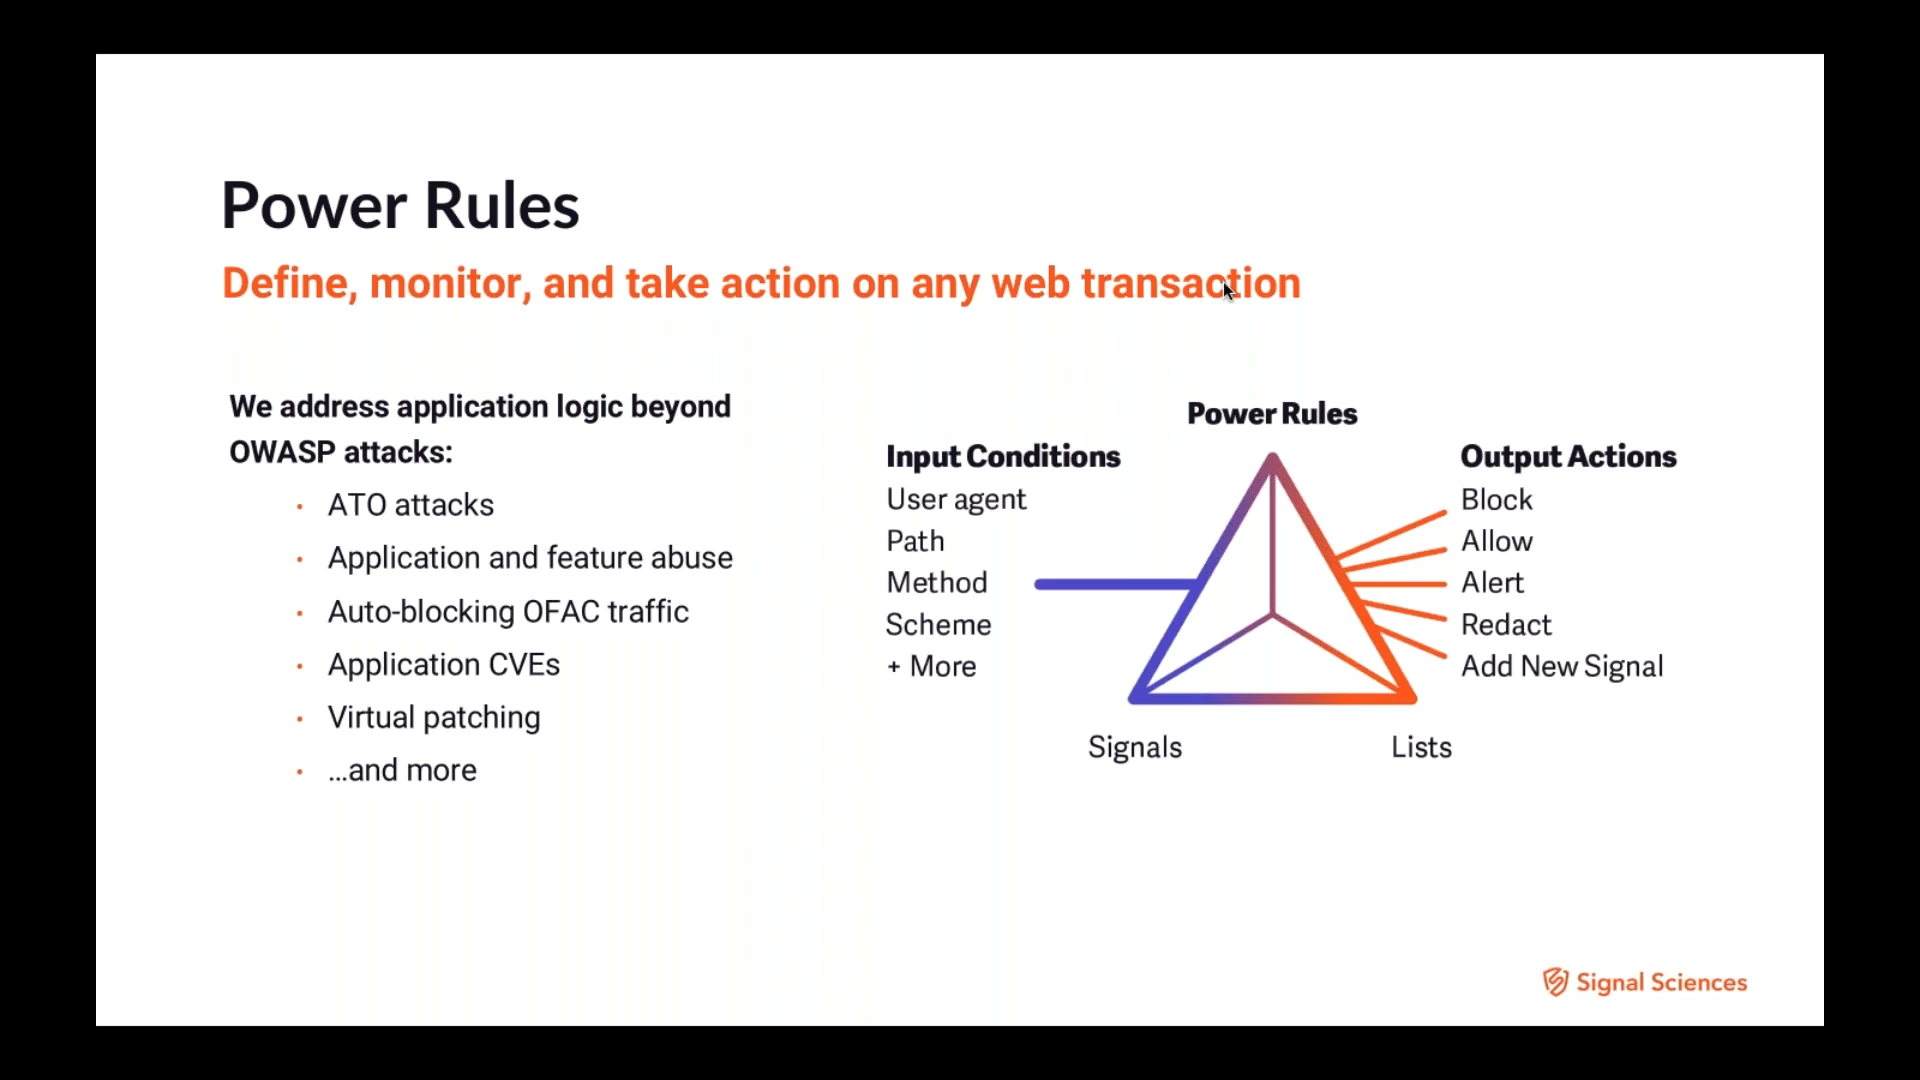 Power Rules
Define, monitor, and take action on any web transaction
We address application logic beyond
OWASP attacks:
• ATO attacks
• Application and feature abuse
• Auto-blocking OFAC traffic
• Application CVEs
• Virtual patching
• ...and more
Power Rules
Input Conditions
User agent
Path
Method
Scheme
+ More
Output Actions
Block
Allow
Alert
Redact
Add New Signal
Signals
Lists
Signal Sciences